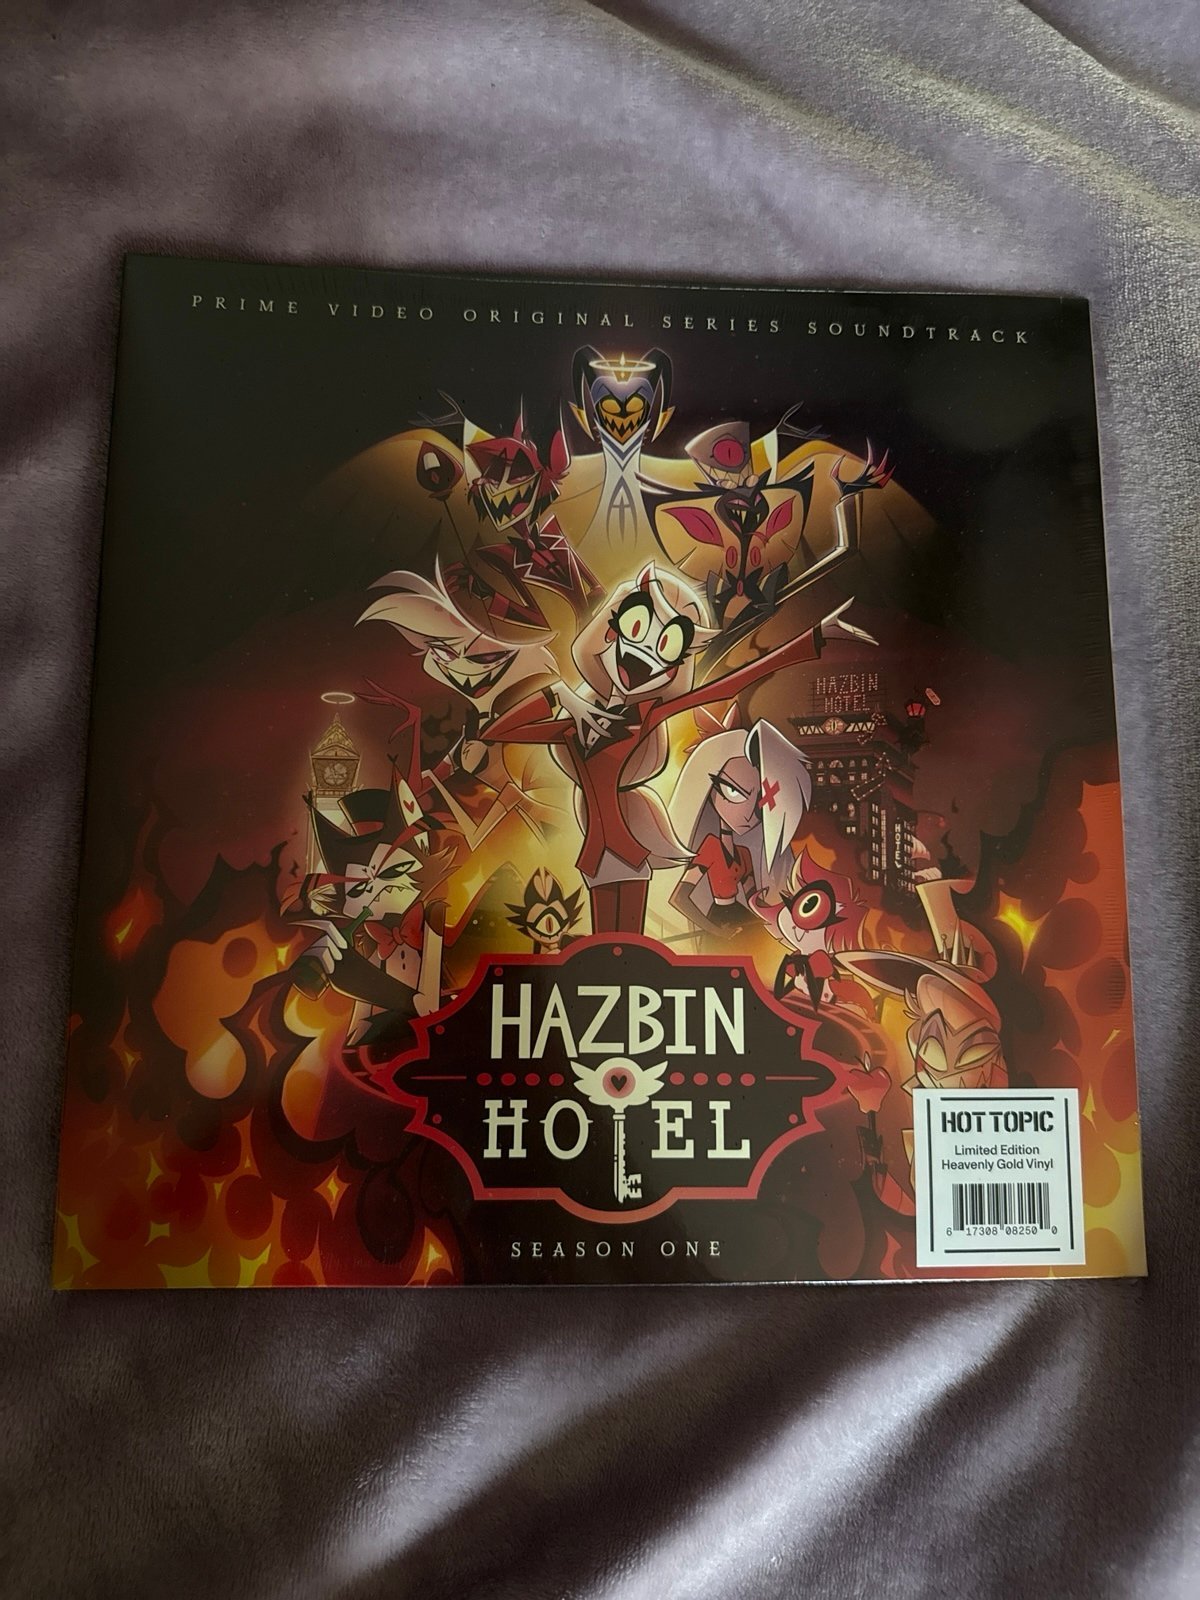 PRIME VIDEO ORIGINAL SERIES SOUNDTRACK
HAZBIN
HOTEL
HOTEL
HAZBIN
HOTEL
SEASON ONE
HOT TOPIC
Limited Edition
Heavenly Gold Vinyl
6 17308 08250 0